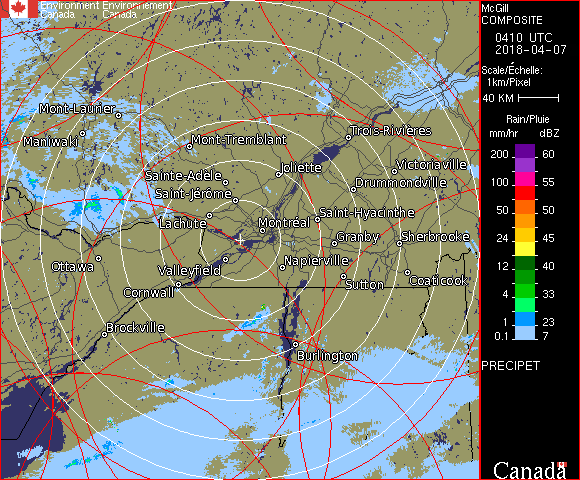 Environment Environnement
Canada Canada
McGill
COMPOSITE
0410 UTC
2018-04-07
Scale/Échelle:
1km/Pixel
40 KM
Rain/Pluie
mm/hr dBZ
200 60
150 57
100 55
50 50
24 45
12 40
4 33
1 23
0.1 7
PRECIPET
Canada
Mont-Laurier
Maniwaki
Mont-Tremblant
Trois-Rivières
Sainte-Adèle
Joliette
Victoriaville
Saint-Jérôme
Drummondville
Lachute
Montréal
Saint-Hyacinthe
Granby
Sherbrooke
Ottawa
Valleyfield
Napierville
Cornwall
Sutton
Coaticook
Brockville
Burlington